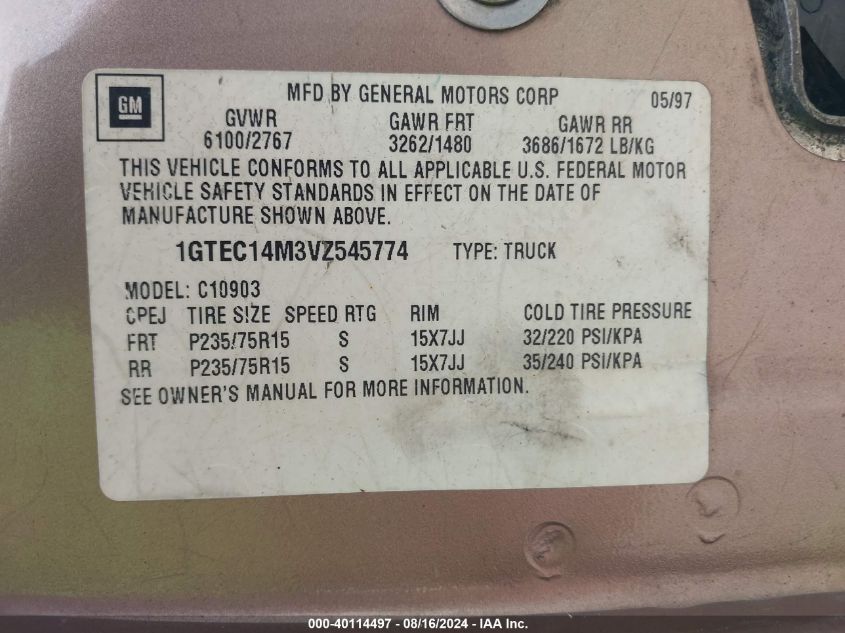 GM
MFD BY GENERAL MOTORS CORP 05/97
GVWR GAWR FRT GAWR RR
6100/2767 3262/1480 3686/1672 LB/KG
THIS VEHICLE CONFORMS TO ALL APPLICABLE U.S. FEDERAL MOTOR
VEHICLE SAFETY STANDARDS IN EFFECT ON THE DATE OF
MANUFACTURE SHOWN ABOVE.
1GTEC14M3VZ545774 TYPE: TRUCK
MODEL: C10903
CPEJ TIRE SIZE SPEED RTG RIM COLD TIRE PRESSURE
FRT P235/75R15 S 15X7JJ 32/220 PSI/KPA
RR P235/75R15 S 15X7JJ 35/240 PSI/KPA
SEE OWNER'S MANUAL FOR MORE INFORMATION.
000-40114497 - 08/16/2024 - IAA Inc.